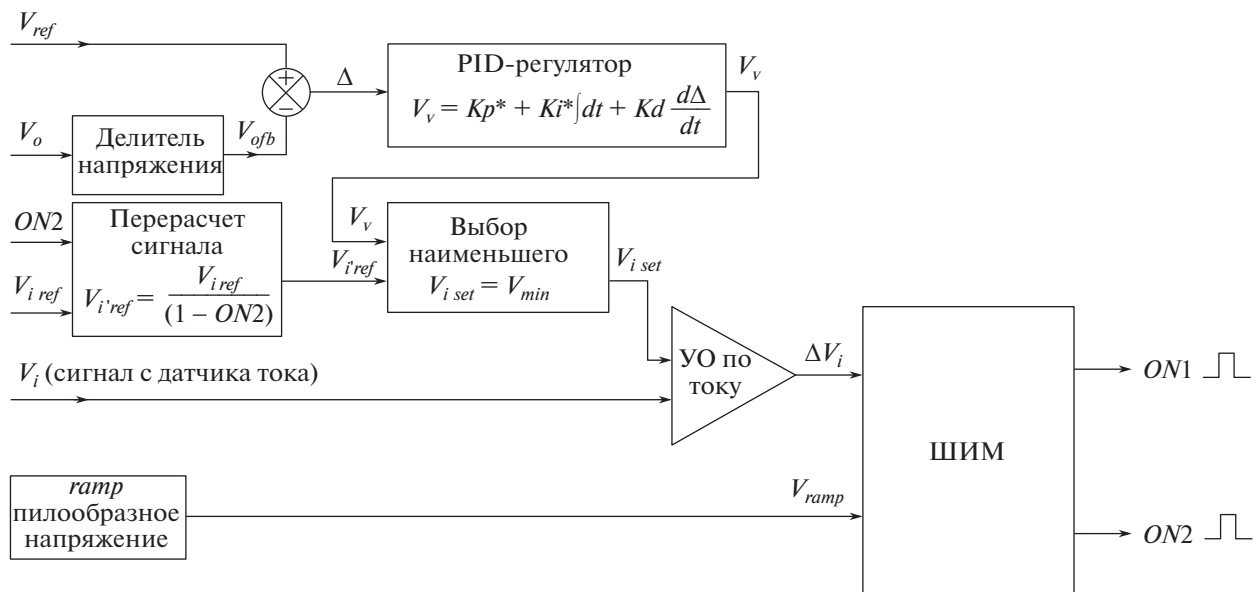 V_ref
+
−
Δ
PID-регулятор
V_v = Kp* + Ki*∫dt + Kd dΔ/dt
V_v
V_o
Делитель
напряжения
V_ofb
ON2
V_i ref
Перерасчет
сигнала
V_i'ref = V_i ref/(1 – ON2)
V_v
V_i'ref
Выбор
наименьшего
V_i set = V_min
V_i set
V_i (сигнал с датчика тока)
УО по
току
ΔV_i
ШИМ
ON1
ramp
пилообразное
напряжение
V_ramp
ON2